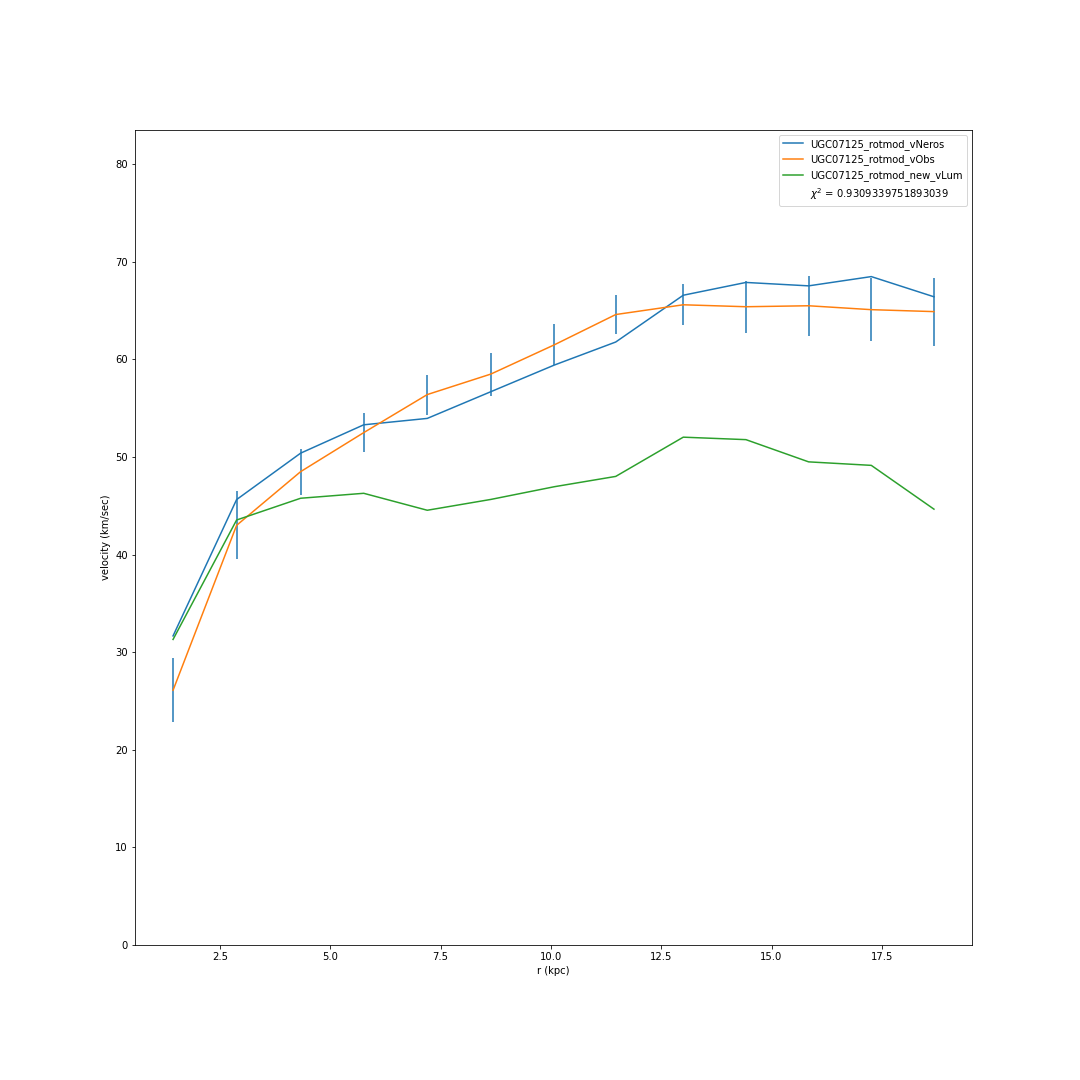 UGC07125_rotmod_vNeros
UGC07125_rotmod_vObs
UGC07125_rotmod_new_vLum
χ² = 0.9309339751893039
80
70
60
50
40
30
20
10
0
velocity (km/sec)
2.5 5.0 7.5 10.0 12.5 15.0 17.5
r (kpc)